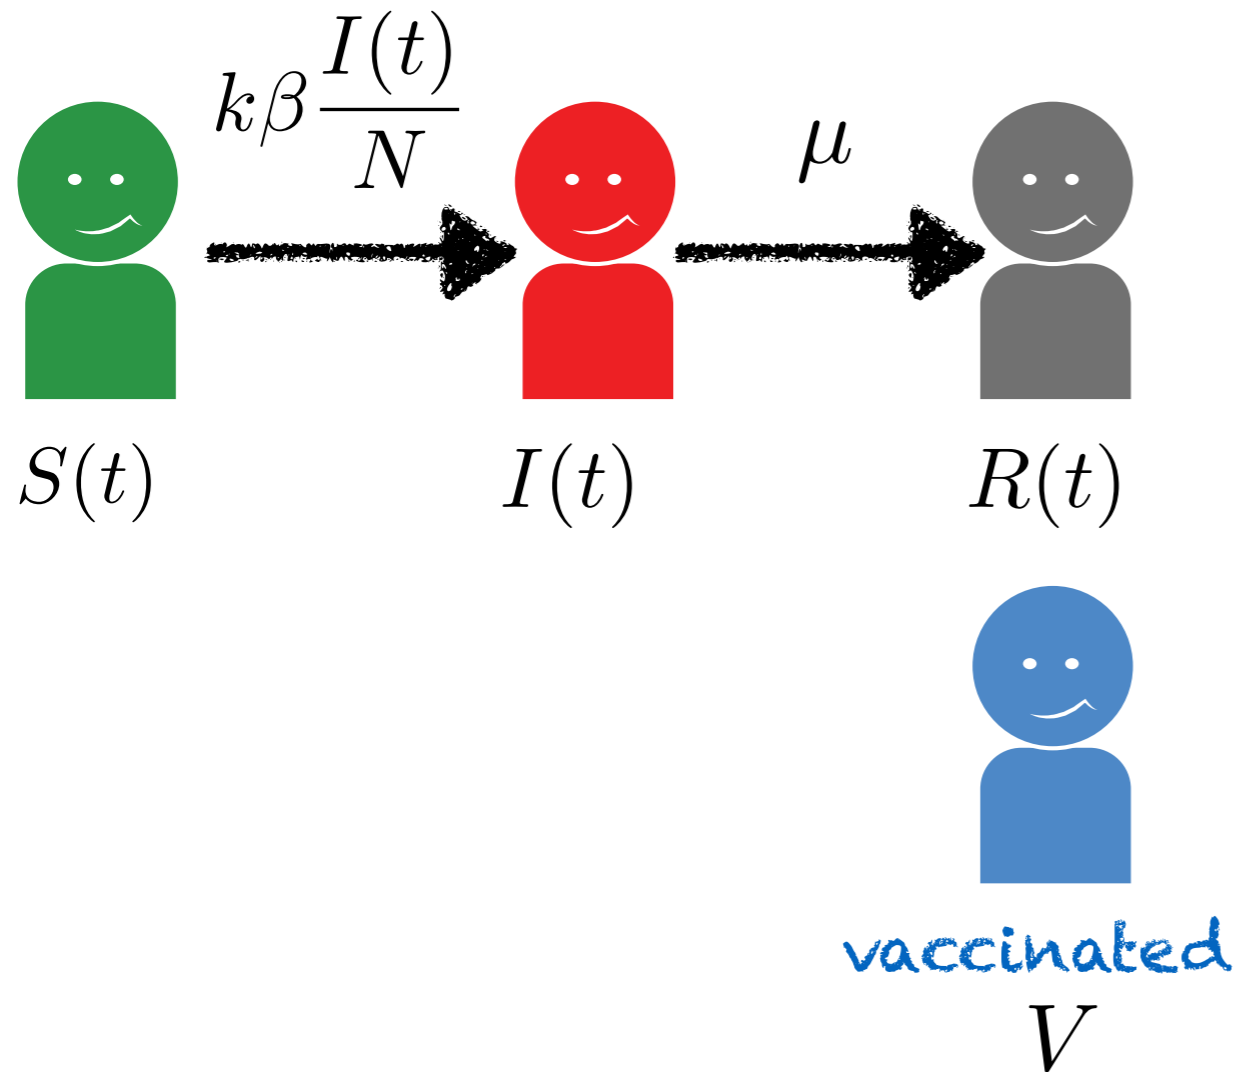 kβ I(t)/N
μ
S(t)
I(t)
R(t)
vaccinated
V